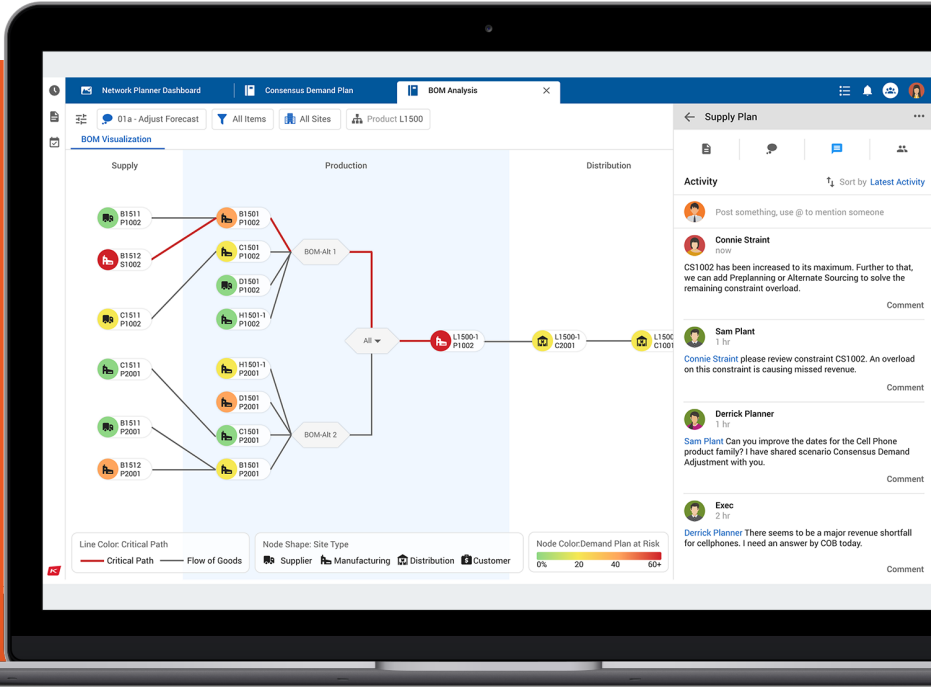 Network Planner Dashboard
Consensus Demand Plan
BOM Analysis
01a - Adjust Forecast
All Items
All Sites
Product L1500
BOM Visualization
Supply
Production
Distribution
B1511
P1002
B1512
S1002
C1511
P1002
C1511
P2001
B1511
P2001
B1512
P2001
B1501
P1002
C1501
P1002
D1501
P1002
H1501-1
P1002
H1501-1
P2001
D1501
P2001
C1501
P2001
B1501
P2001
BOM-Alt 1
All
BOM-Alt 2
L1500-1
P1002
L1500-1
C2001
L1500
C1001
Line Color: Critical Path
Critical Path
Flow of Goods
Node Shape: Site Type
Supplier
Manufacturing
Distribution
Customer
Node Color:Demand Plan at Risk
0% 20 40 60+
Supply Plan
Activity
Sort by Latest Activity
Post something, use @ to mention someone
Connie Straint
now
CS1002 has been increased to its maximum. Further to that,
we can add Preplanning or Alternate Sourcing to solve the
remaining constraint overload.
Comment
Sam Plant
1 hr
Connie Straint please review constraint CS1002. An overload
on this constraint is causing missed revenue.
Comment
Derrick Planner
1 hr
Sam Plant Can you improve the dates for the Cell Phone
product family? I have shared scenario Consensus Demand
Adjustment with you.
Comment
Exec
2 hr
Derrick Planner There seems to be a major revenue shortfall
for cellphones. I need an answer by COB today.
Comment